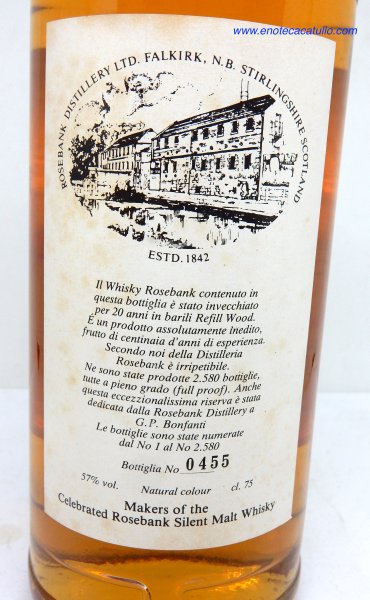 www.enotecacatullo.com
ROSEBANK DISTILLERY LTD. FALKIRK, N.B. STIRLINGSHIRE SCOTLAND
ESTD. 1842
Il Whisky Rosebank contenuto in
questa bottiglia è stato invecchiato
per 20 anni in barili Refill Wood.
È un prodotto assolutamente inedito,
frutto di centinaia d'anni di esperienza.
Secondo noi della Distilleria
Rosebank è irripetibile.
Ne sono state prodotte 2.580 bottiglie,
tutte a pieno grado (full proof). Anche
questa eccezzionalissima riserva è stata
dedicata dalla Rosebank Distillery a
G.P. Bonfanti
Le bottiglie sono state numerate
dal No 1 al No 2.580
Bottiglia No 0455
57% vol. Natural colour cl. 75
Makers of the
Celebrated Rosebank Silent Malt Whisky